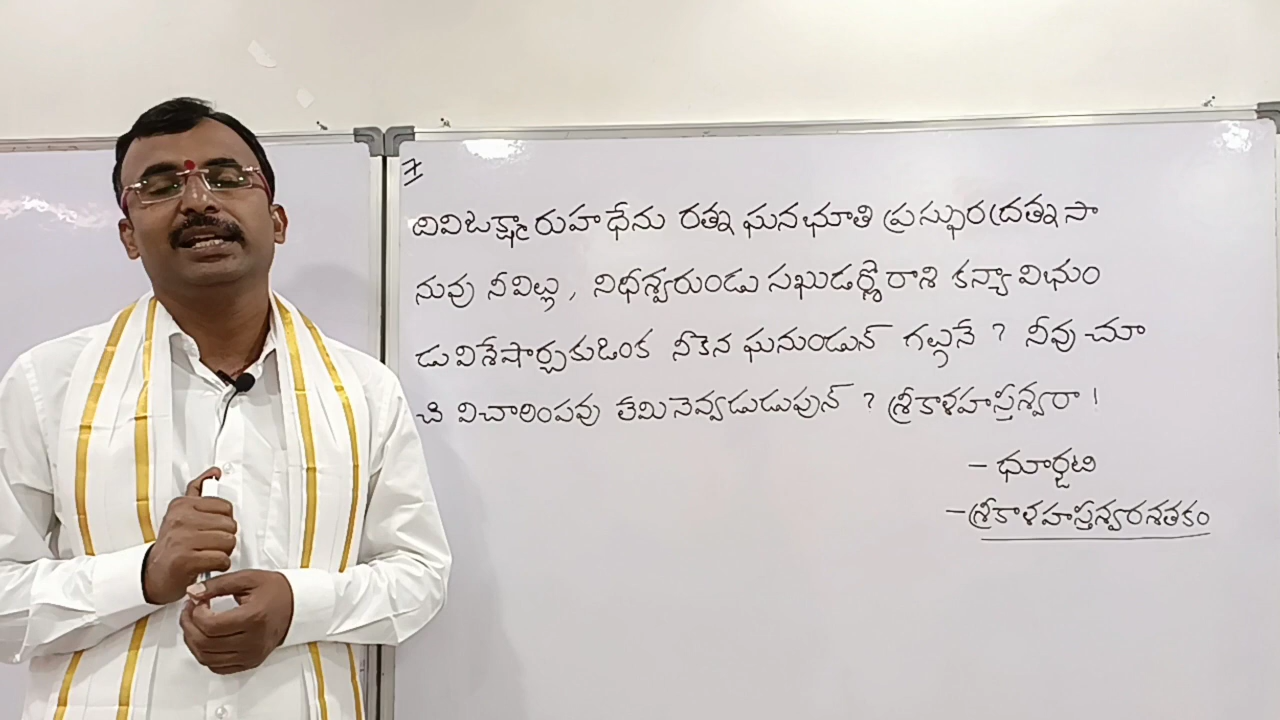 7
దివిజక్ష్మారుహ ధేను రత్న ఘనభూతి ప్రస్ఫురద్రత్నసా
నువు నీవిల్లు, నిధీశ్వరుండు సఖుడర్ణోరాశి కన్యావిభుం
డువిశేషార్చకుడింక నీకెన ఘనుండున్ గల్గునే ? నీవు చూ
చి విచారింపవు లేమినెవ్వడుడుపున్ ? శ్రీకాళహస్తీశ్వరా !
- ధూర్జటి
- శ్రీకాళహస్తీశ్వరశతకం